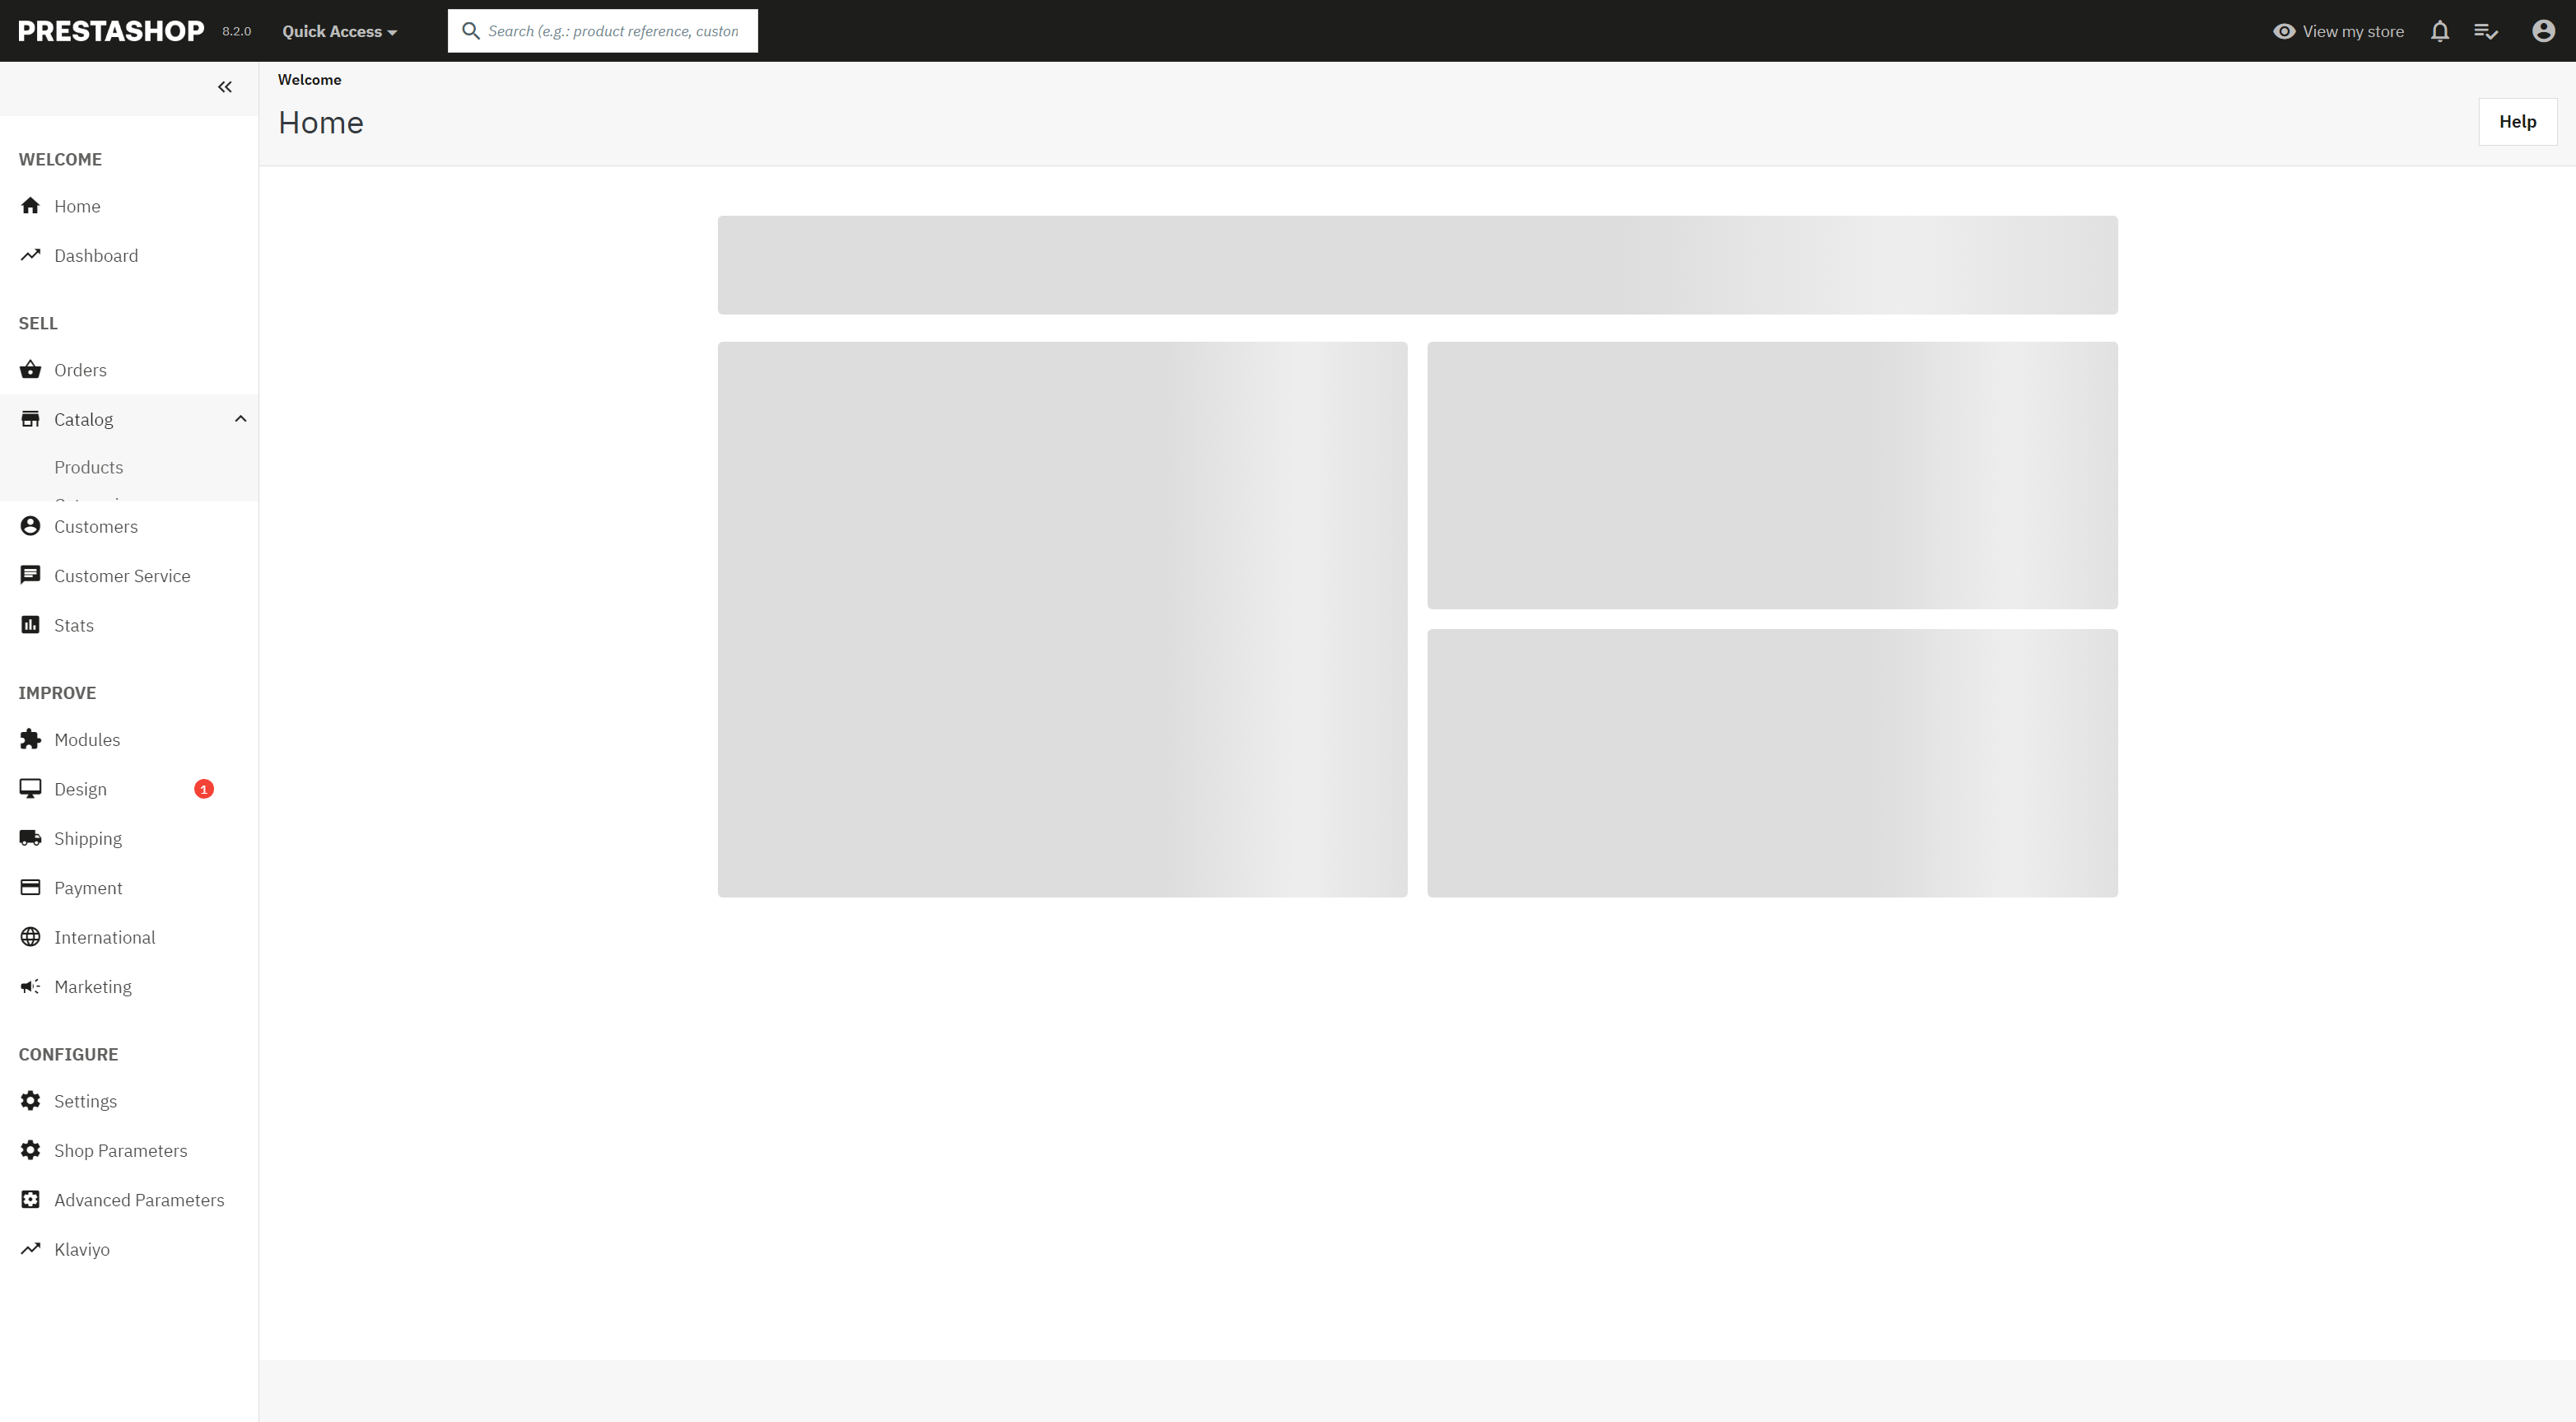 PRESTASHOP 8.2.0 Quick Access Search (e.g.: product reference, custon View my store
Welcome
Home
Help
WELCOME
Home
Dashboard
SELL
Orders
Catalog
Products
Customers
Customer Service
Stats
IMPROVE
Modules
Design 1
Shipping
Payment
International
Marketing
CONFIGURE
Settings
Shop Parameters
Advanced Parameters
Klaviyo